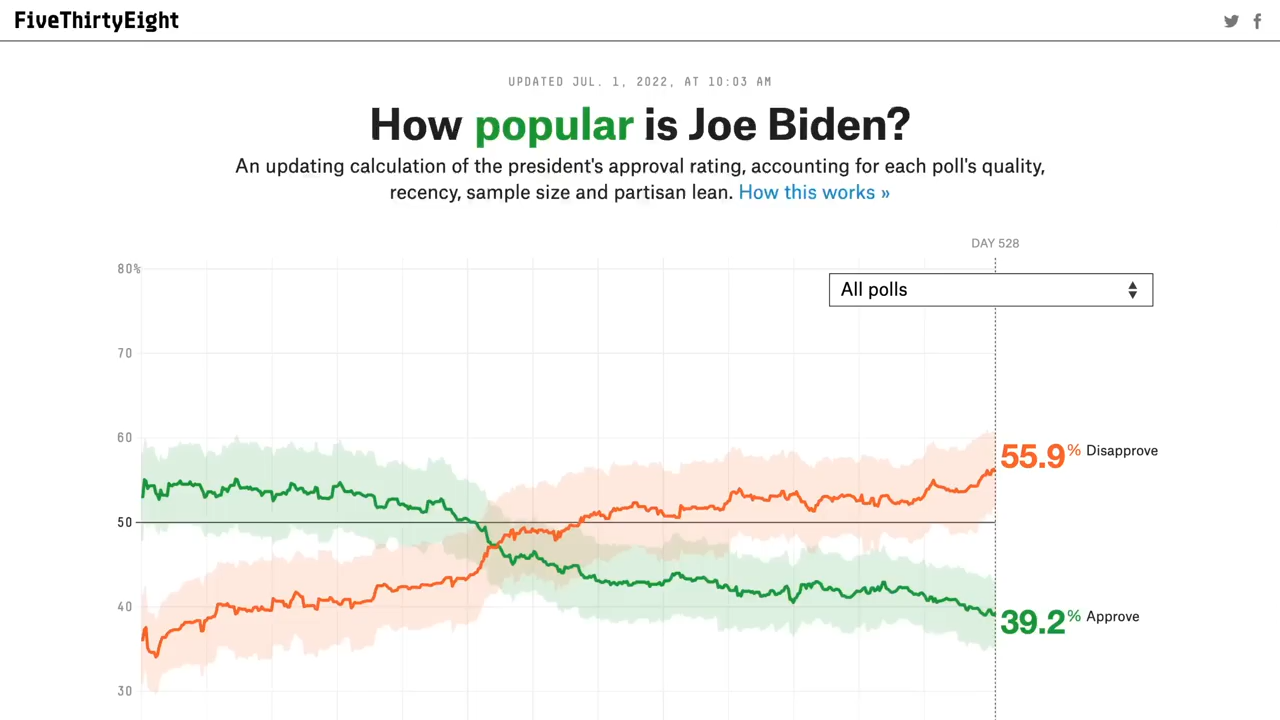 FiveThirtyEight
UPDATED JUL. 1, 2022, AT 10:03 AM
How popular is Joe Biden?
An updating calculation of the president's approval rating, accounting for each poll's quality,
recency, sample size and partisan lean. How this works »
DAY 528
80%
All polls
70
60
55.9% Disapprove
50
40
39.2% Approve
30